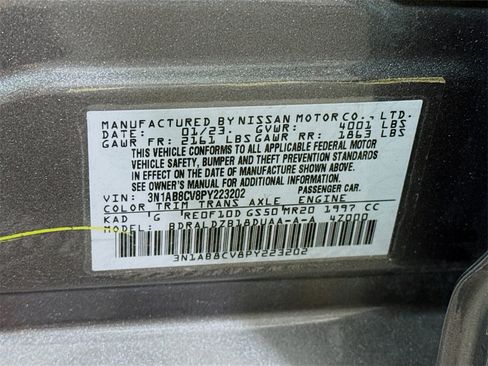 MANUFACTURED BY NISSAN MOTOR CO., LTD.
DATE: 01/23. GVWR: 4001 LBS
GAWR FR: 2161 LBS GAWR RR: 1863 LBS
THIS VEHICLE CONFORMS TO ALL APPLICABLE FEDERAL MOTOR
VEHICLE SAFETY, BUMPER AND THEFT PREVENTION STANDARDS
IN EFFECT ON THE DATE OF MANUFACTURE SHOWN ABOVE.
SEE OWNER'S MANUAL FOR ADDITIONAL INFORMATION
VIN: 3N1AB8CV8PY223202 PASSENGER CAR.
COLOR TRIM TRANS AXLE ENGINE
KAD G RE0F10D GS50 MR20 1997 CC
MODEL: BDRALDZB18DUAA-A-A 4Z000
3N1AB8CV8PY223202